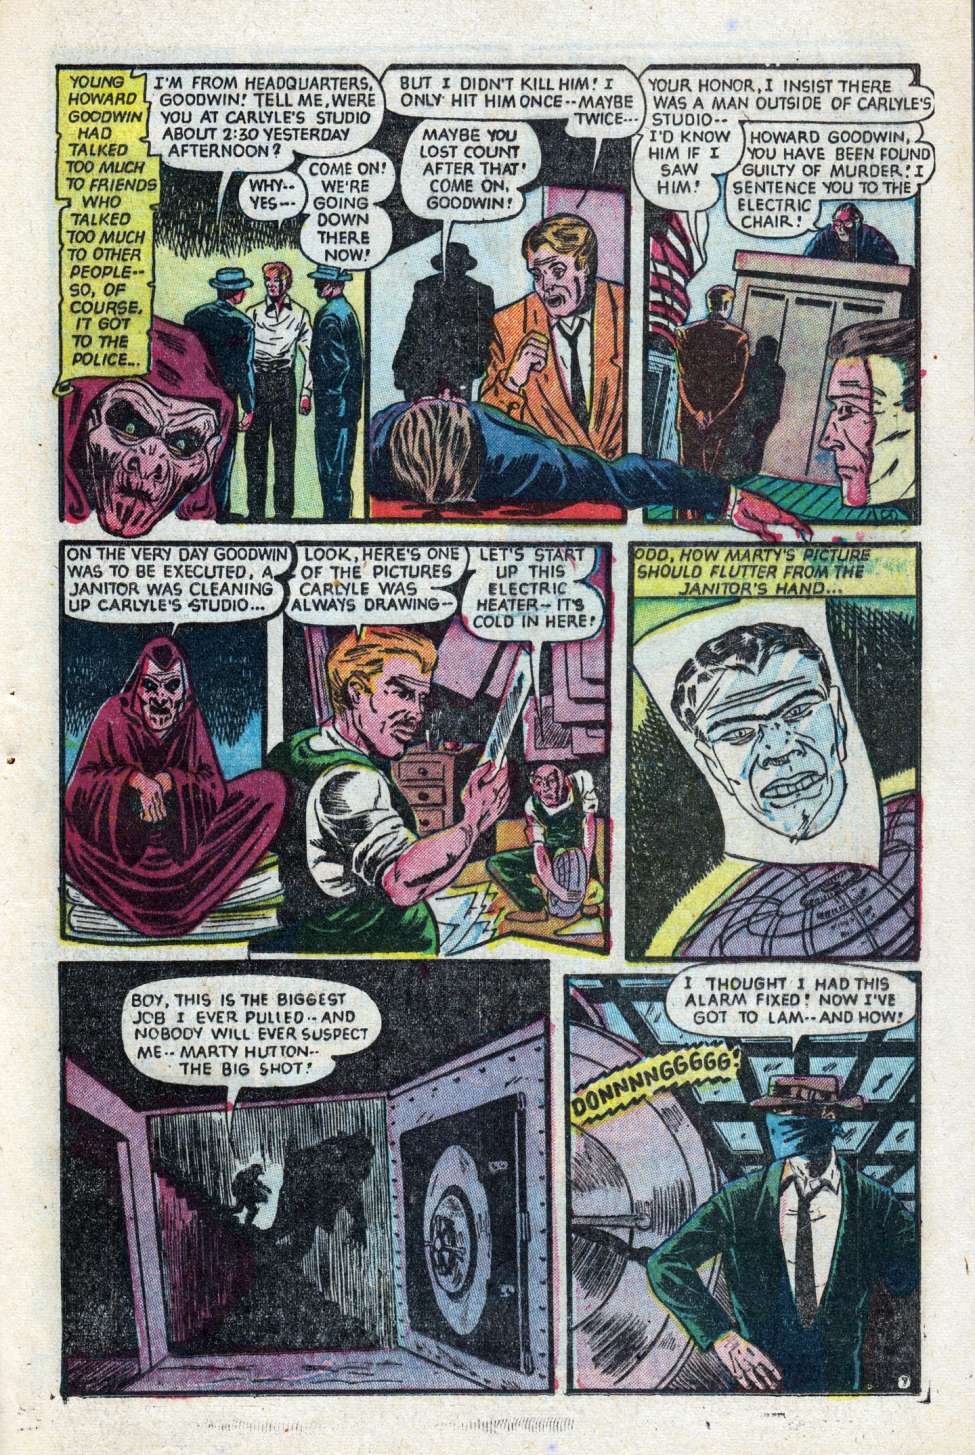 YOUNG
HOWARD
GOODWIN
HAD
TALKED
TOO MUCH
TO FRIENDS
WHO
TALKED
TOO MUCH
TO OTHER
PEOPLE--
SO, OF
COURSE,
IT GOT
TO THE
POLICE...
I'M FROM HEADQUARTERS,
GOODWIN! TELL ME, WERE
YOU AT CARLYLE'S STUDIO
ABOUT 2:30 YESTERDAY
AFTERNOON?
WHY--
YES---
COME ON!
WE'RE
GOING
DOWN
THERE
NOW!
BUT I DIDN'T KILL HIM! I
ONLY HIT HIM ONCE--MAYBE
TWICE---
MAYBE YOU
LOST COUNT
AFTER THAT!
COME ON,
GOODWIN!
YOUR HONOR, I INSIST THERE
WAS A MAN OUTSIDE OF CARLYLE'S
STUDIO--
I'D KNOW
HIM IF I
SAW
HIM!
HOWARD GOODWIN,
YOU HAVE BEEN FOUND
GUILTY OF MURDER! I
SENTENCE YOU TO THE
ELECTRIC
CHAIR!
ON THE VERY DAY GOODWIN
WAS TO BE EXECUTED, A
JANITOR WAS CLEANING
UP CARLYLE'S STUDIO...
LOOK, HERE'S ONE
OF THE PICTURES
CARLYLE WAS
ALWAYS DRAWING--
LET'S START
UP THIS
ELECTRIC
HEATER--IT'S
COLD IN HERE!
ODD, HOW MARTY'S PICTURE
SHOULD FLUTTER FROM THE
JANITOR'S HAND...
BOY, THIS IS THE BIGGEST
JOB I EVER PULLED--AND
NOBODY WILL EVER SUSPECT
ME--MARTY HUTTON--
THE BIG SHOT!
I THOUGHT I HAD THIS
ALARM FIXED! NOW I'VE
GOT TO LAM--AND HOW!
DONNNNGGGGG!